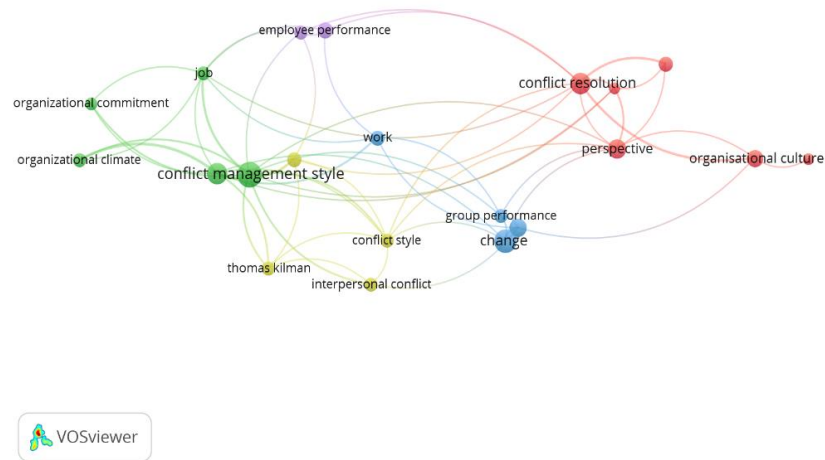 employee performance
job
conflict resolution
organizational commitment
work
perspective
organizational climate
organisational culture
conflict management style
group performance
conflict style
change
thomas kilman
interpersonal conflict
VOSviewer